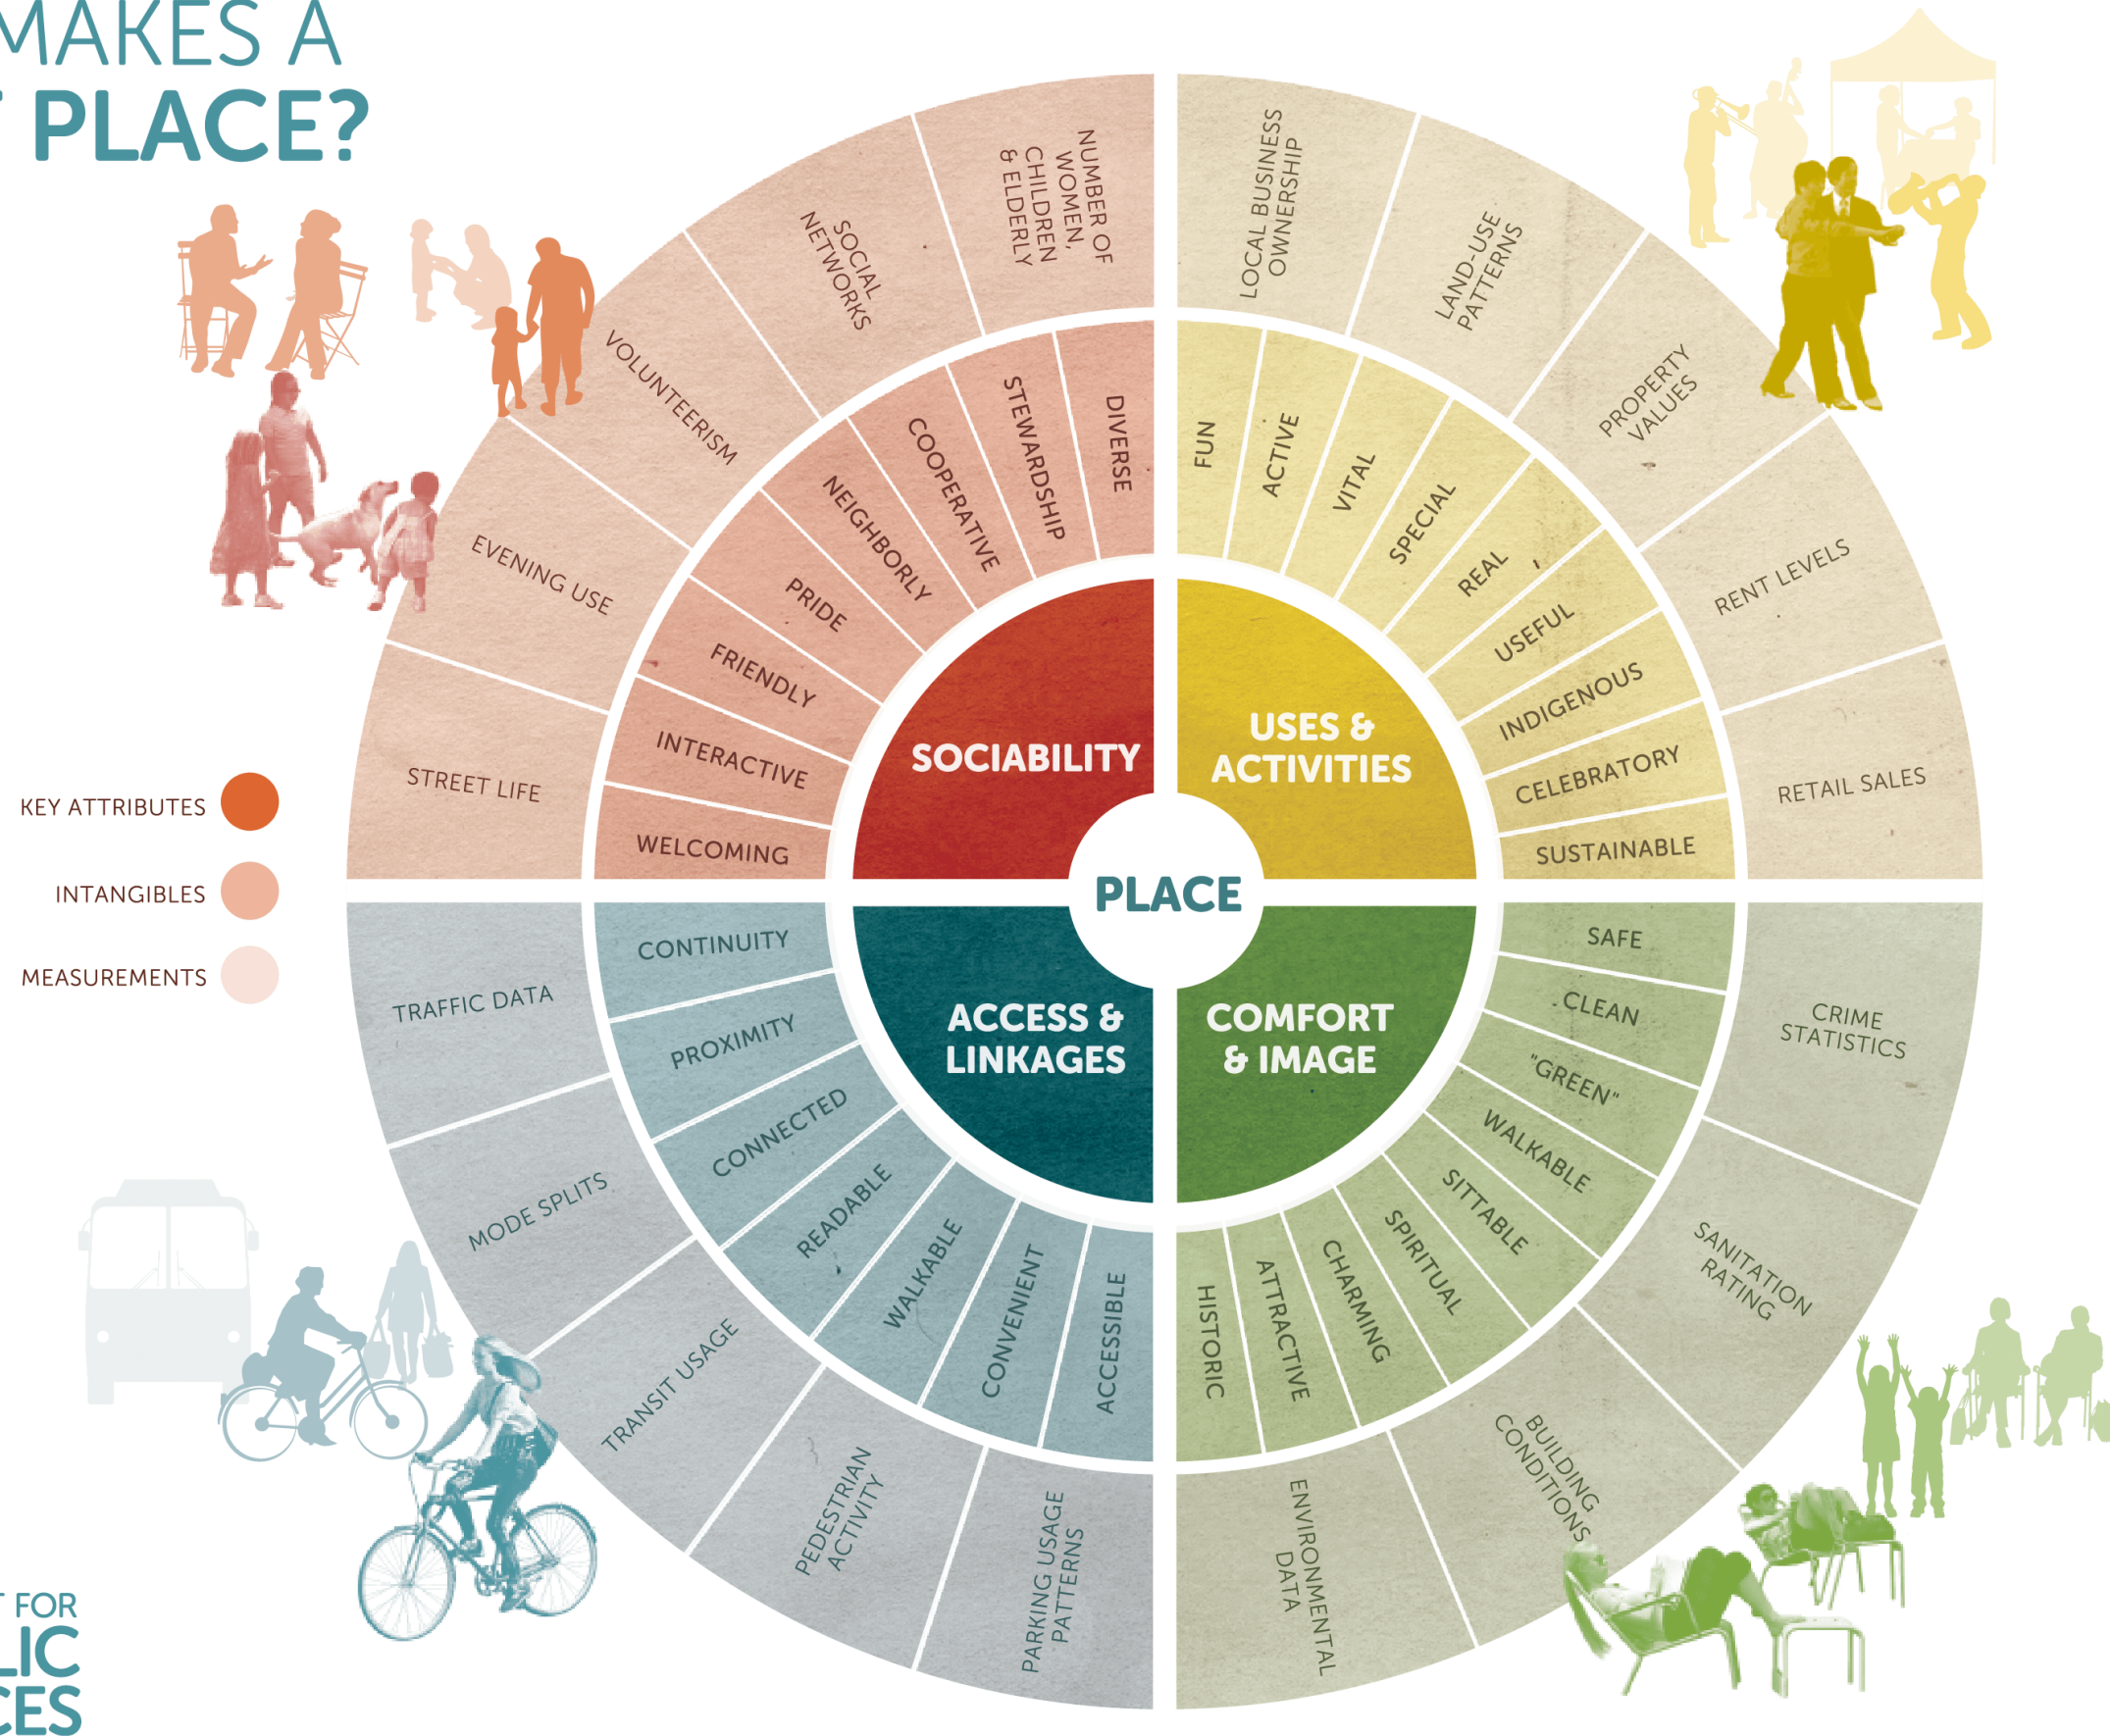 MAKES A
PLACE?
KEY ATTRIBUTES
INTANGIBLES
MEASUREMENTS
PLACE
SOCIABILITY
USES &
ACTIVITIES
ACCESS &
LINKAGES
COMFORT
& IMAGE
WELCOMING
INTERACTIVE
FRIENDLY
PRIDE
NEIGHBORLY
COOPERATIVE
STEWARDSHIP
DIVERSE
STREET LIFE
EVENING USE
VOLUNTEERISM
SOCIAL
NETWORKS
NUMBER OF
WOMEN,
CHILDREN
& ELDERLY
FUN
ACTIVE
VITAL
SPECIAL
REAL
USEFUL
INDIGENOUS
CELEBRATORY
SUSTAINABLE
LOCAL BUSINESS
OWNERSHIP
LAND-USE
PATTERNS
PROPERTY
VALUES
RENT LEVELS
RETAIL SALES
SAFE
CLEAN
"GREEN"
WALKABLE
SITTABLE
SPIRITUAL
CHARMING
ATTRACTIVE
HISTORIC
CRIME
STATISTICS
SANITATION
RATING
BUILDING
CONDITIONS
ENVIRONMENTAL
DATA
CONTINUITY
PROXIMITY
CONNECTED
READABLE
WALKABLE
CONVENIENT
ACCESSIBLE
TRAFFIC DATA
MODE SPLITS
TRANSIT USAGE
PEDESTRIAN
ACTIVITY
PARKING USAGE
PATTERNS
T FOR
LIC
CES